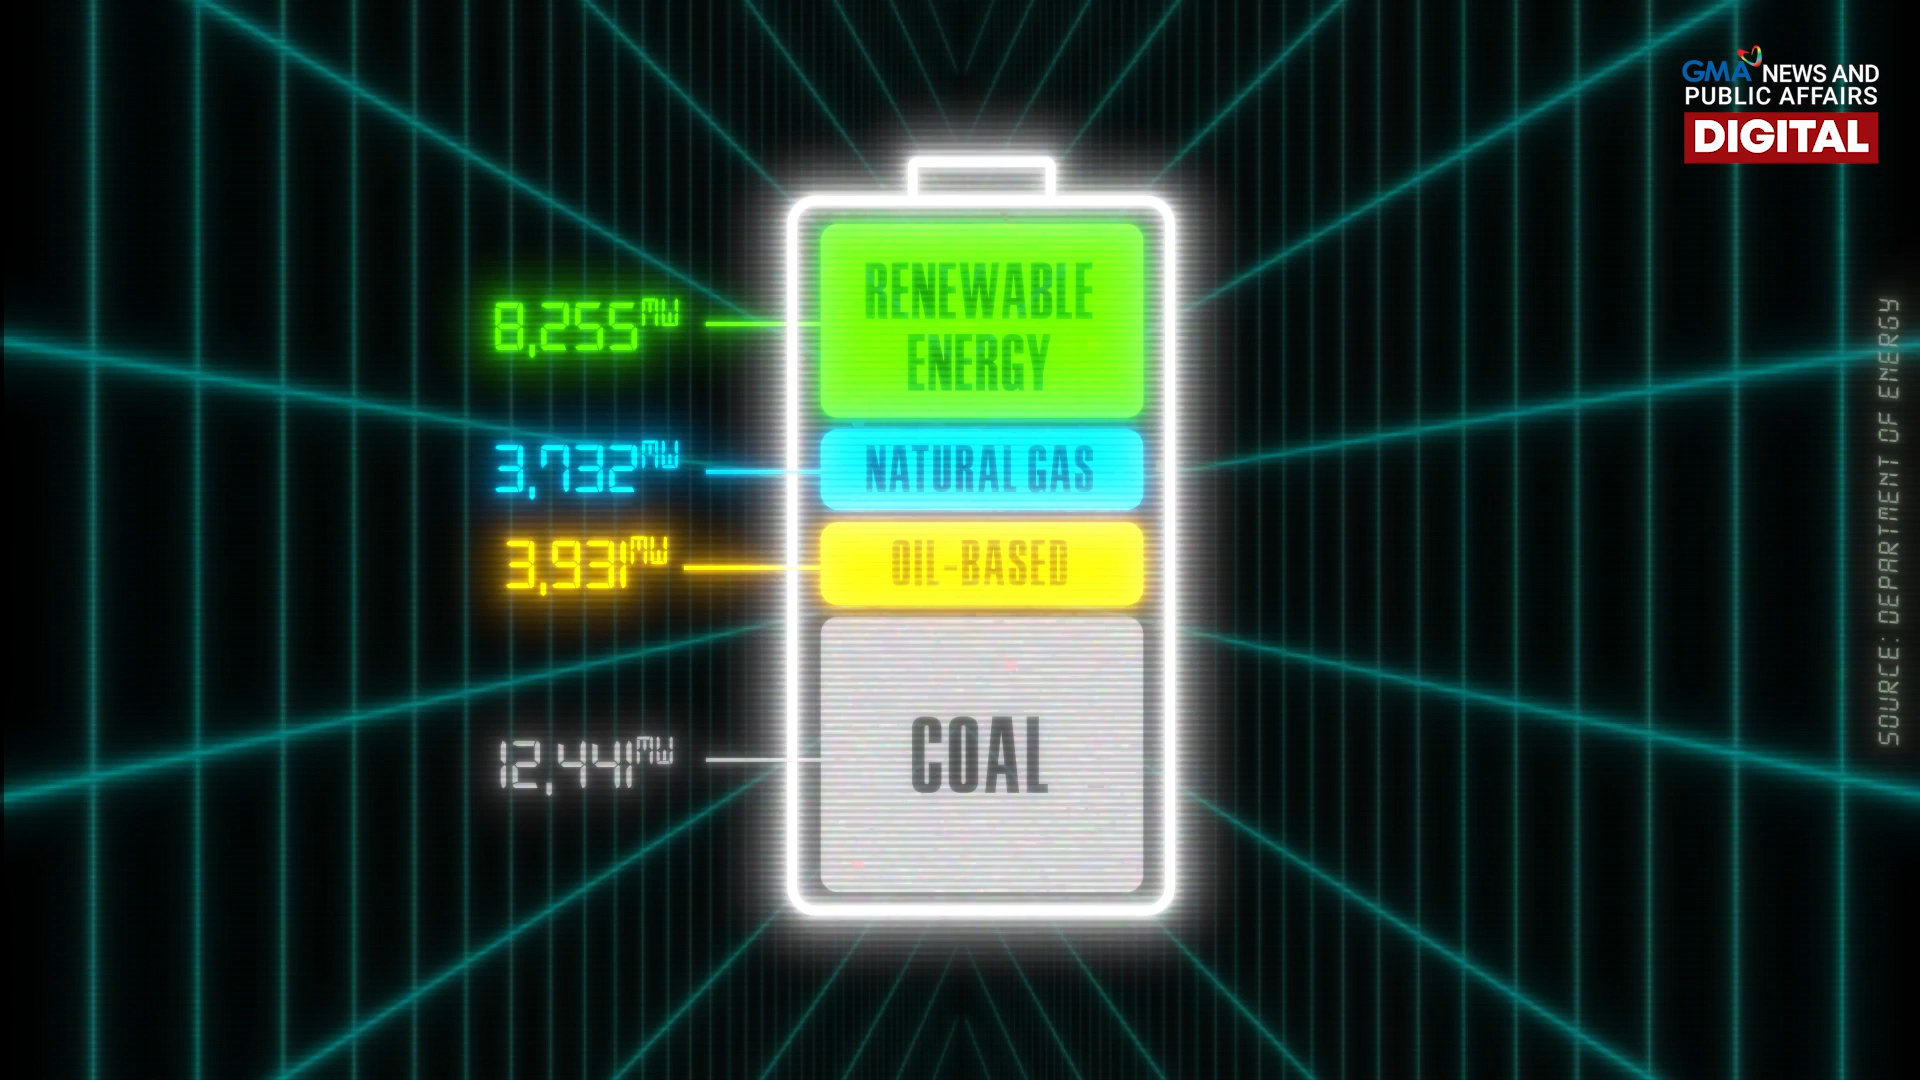 GMA NEWS AND
PUBLIC AFFAIRS
DIGITAL
RENEWABLE
ENERGY
8,255MW
NATURAL GAS
3,732MW
OIL-BASED
3,931MW
COAL
12,441MW
SOURCE: DEPARTMENT OF ENERGY